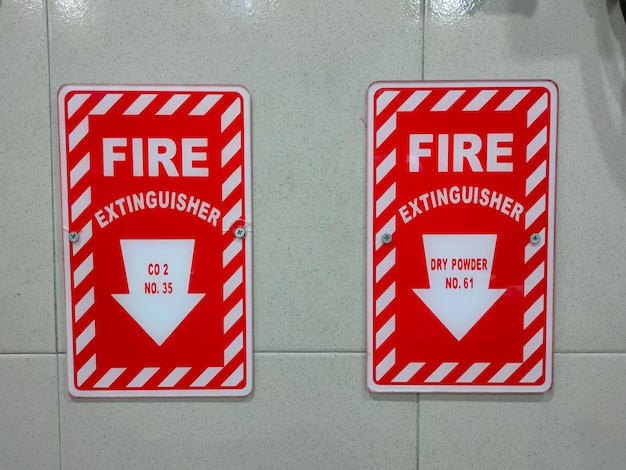 FIRE
EXTINGUISHER
CO 2
NO. 35
FIRE
EXTINGUISHER
DRY POWDER
NO. 61